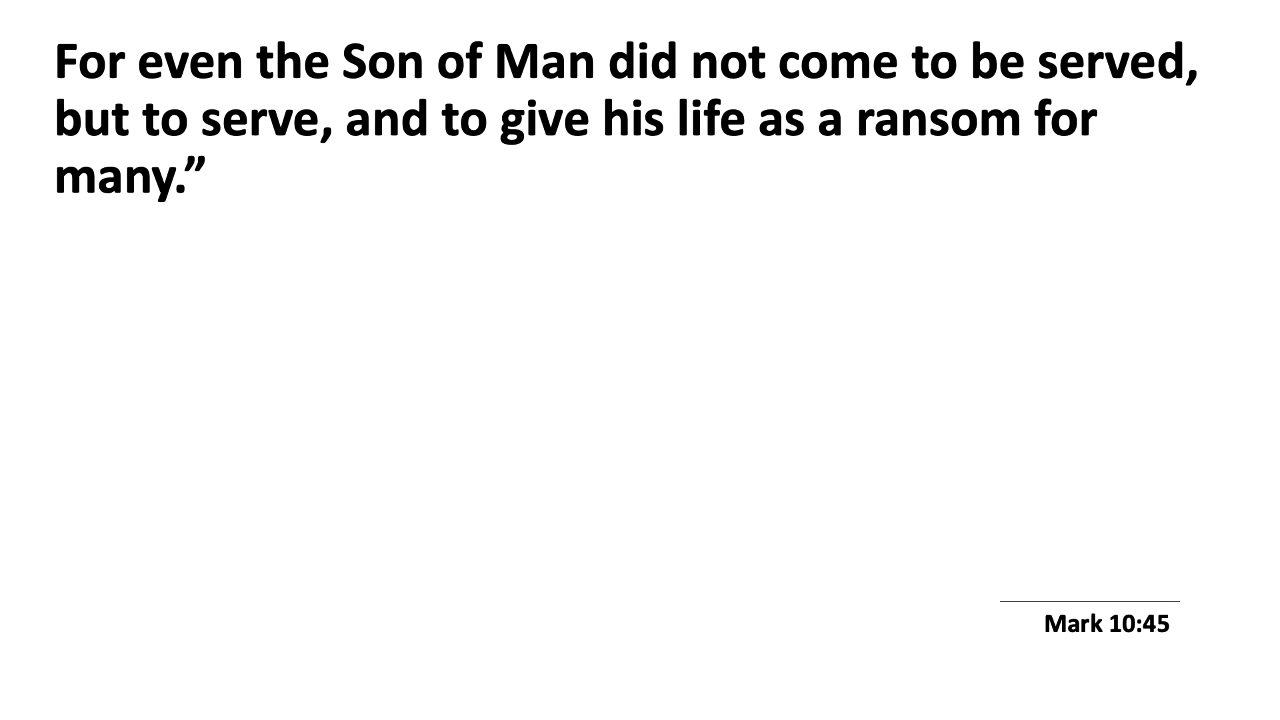 For even the Son of Man did not come to be served,
but to serve, and to give his life as a ransom for
many.”
Mark 10:45